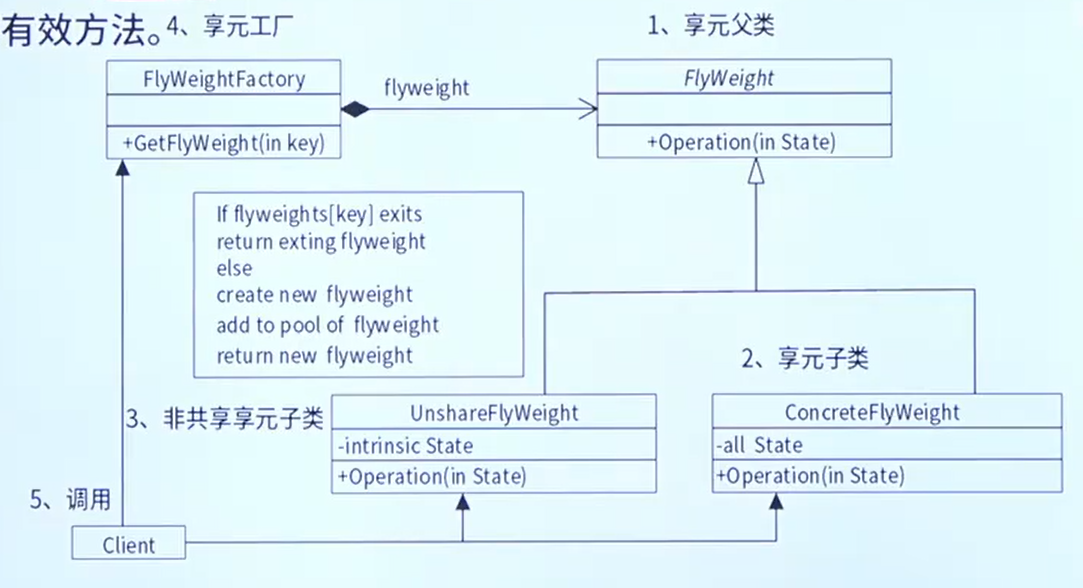 有效方法。
4、享元工厂
1、享元父类
FlyWeightFactory
+GetFlyWeight(in key)
flyweight
FlyWeight
+Operation(in State)
If flyweights[key] exits
return exting flyweight
else
create new flyweight
add to pool of flyweight
return new flyweight
2、享元子类
3、非共享享元子类
UnshareFlyWeight
-intrinsic State
+Operation(in State)
ConcreteFlyWeight
-all State
+Operation(in State)
5、调用
Client